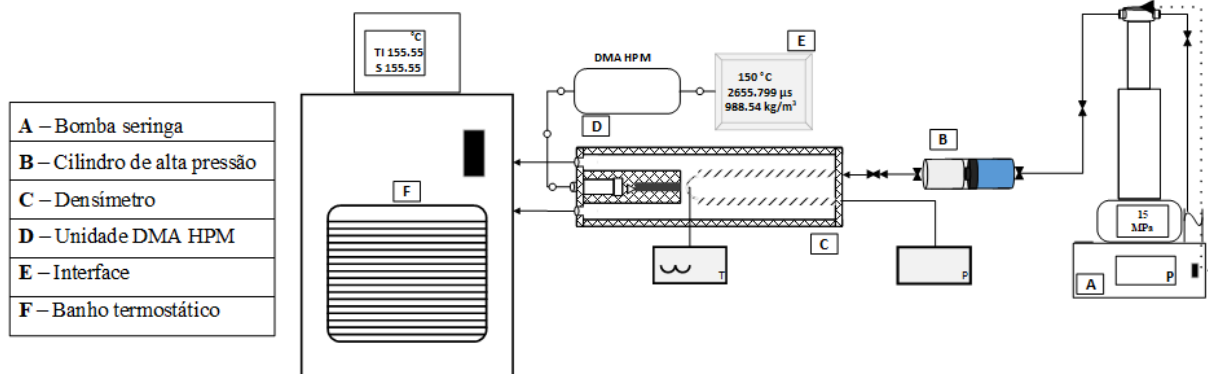 °C
TI 155.55
S 155.55
A – Bomba seringa
B – Cilindro de alta pressão
C – Densímetro
D – Unidade DMA HPM
E – Interface
F – Banho termostático
F
DMA HPM
D
E
150 °C
2655.799 µs
988.54 kg/m³
B
C
T
P
15
MPa
A
P